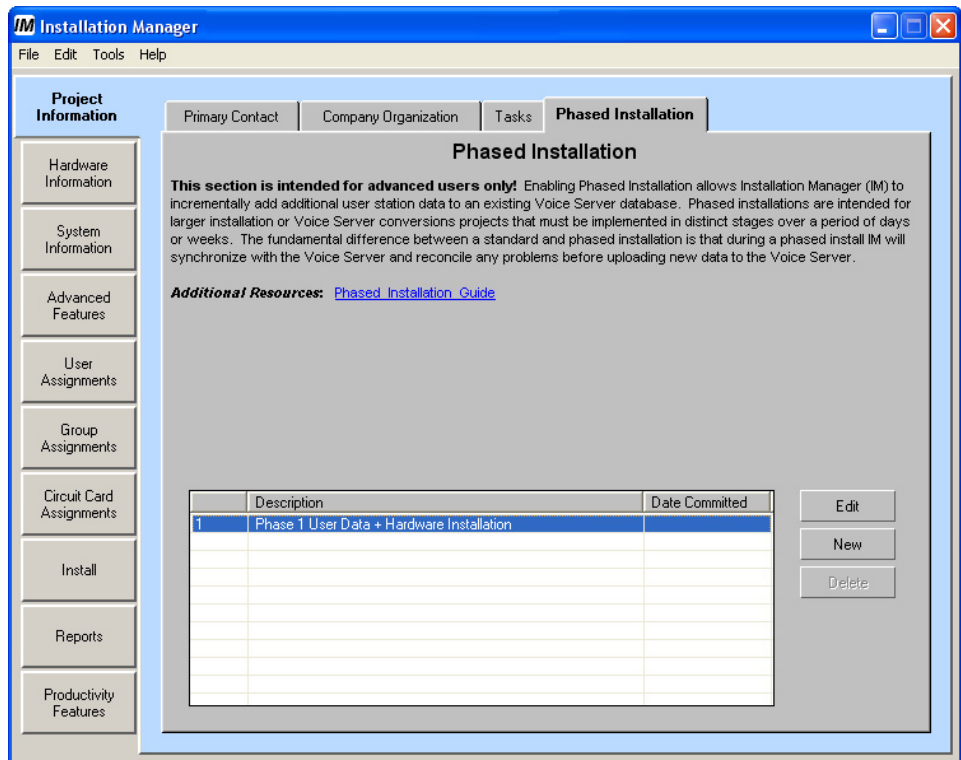 IM Installation Manager
File Edit Tools Help
Project
Information
Hardware
Information
System
Information
Advanced
Features
User
Assignments
Group
Assignments
Circuit Card
Assignments
Install
Reports
Productivity
Features
Primary Contact Company Organization Tasks Phased Installation
Phased Installation
This section is intended for advanced users only! Enabling Phased Installation allows Installation Manager (IM) to
incrementally add additional user station data to an existing Voice Server database. Phased installations are intended for
larger installation or Voice Server conversions projects that must be implemented in distinct stages over a period of days
or weeks. The fundamental difference between a standard and phased installation is that during a phased install IM will
synchronize with the Voice Server and reconcile any problems before uploading new data to the Voice Server.
Additional Resources: Phased Installation Guide
Description Date Committed
1 Phase 1 User Data + Hardware Installation
Edit
New
Delete